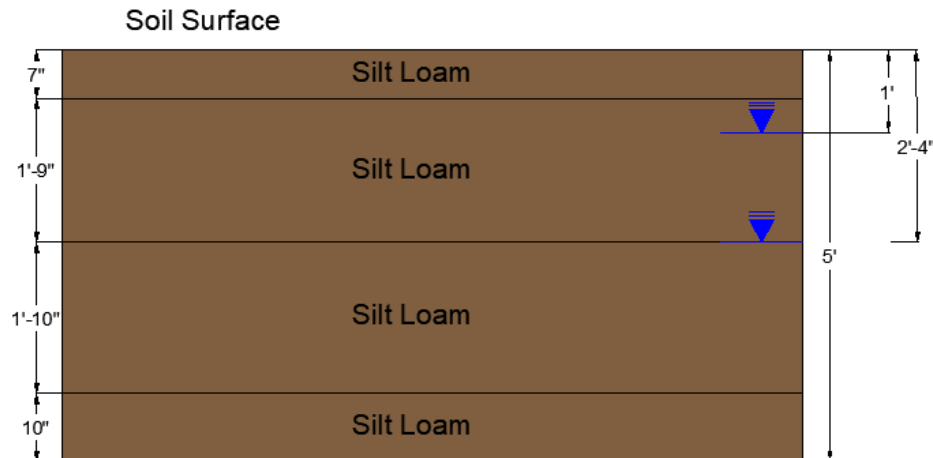 Soil Surface
7"
Silt Loam
1'
2'-4"
1'-9"
Silt Loam
5'
1'-10"
Silt Loam
10"
Silt Loam